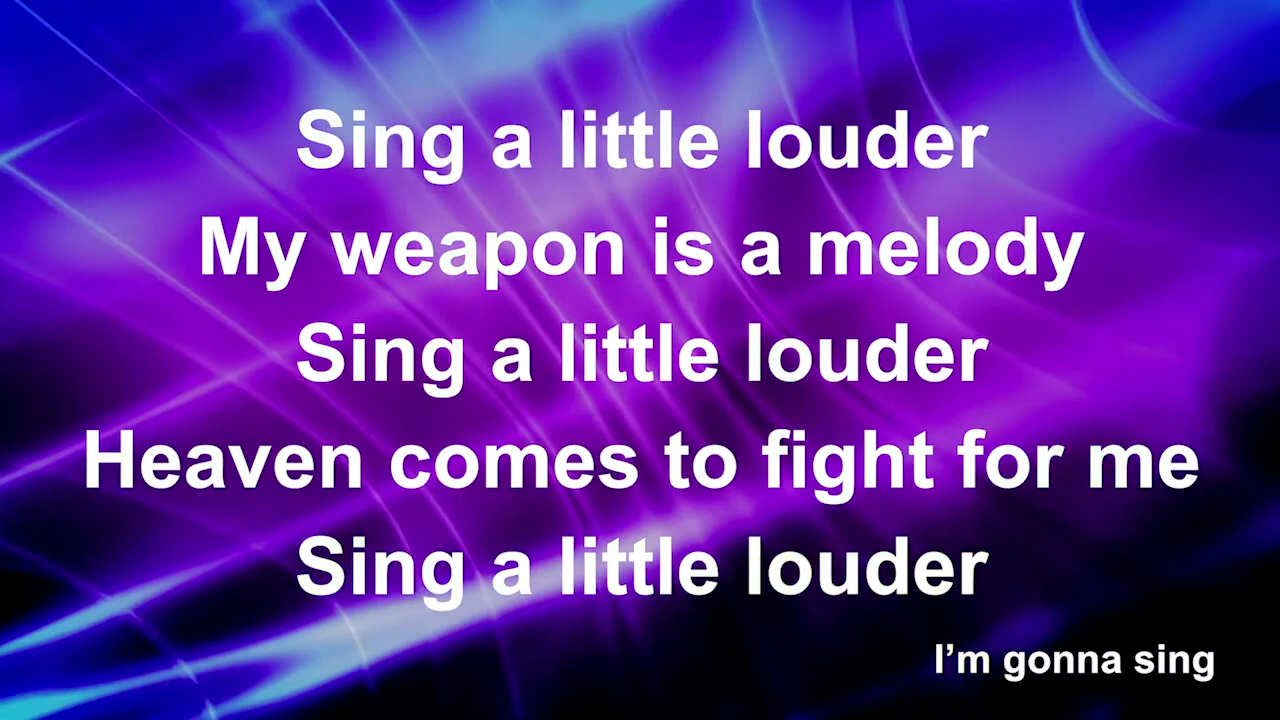 Sing a little louder
My weapon is a melody
Sing a little louder
Heaven comes to fight for me
Sing a little louder
I’m gonna sing